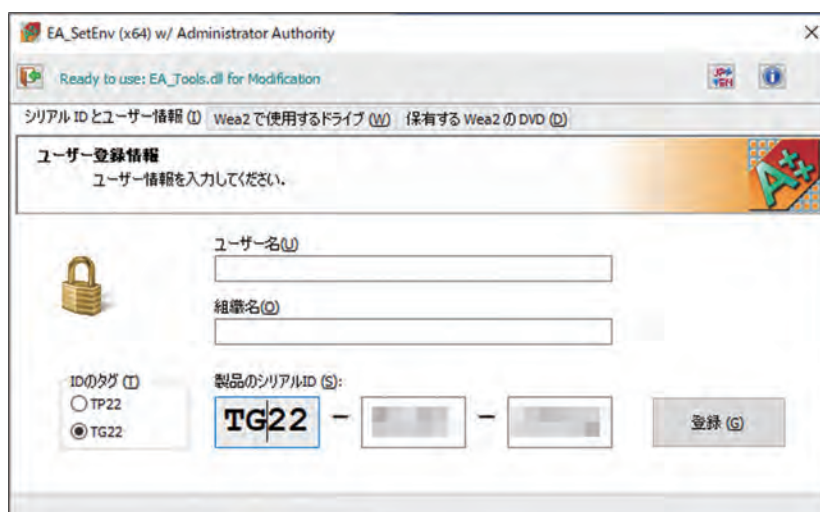 EA_SetEnv (x64) w/ Administrator Authority
Ready to use: EA_Tools.dll for Modification
シリアル IDとユーザー情報 (I) Wea2 で使用するドライブ (W) 保有する Wea2 の DVD (D)
ユーザー登録情報
ユーザー情報を入力してください.
A++
ユーザー名(U)
組織名(O)
IDのタグ (T)
製品のシリアルID (S):
TP22
TG22
TG22 - -
登録 (G)